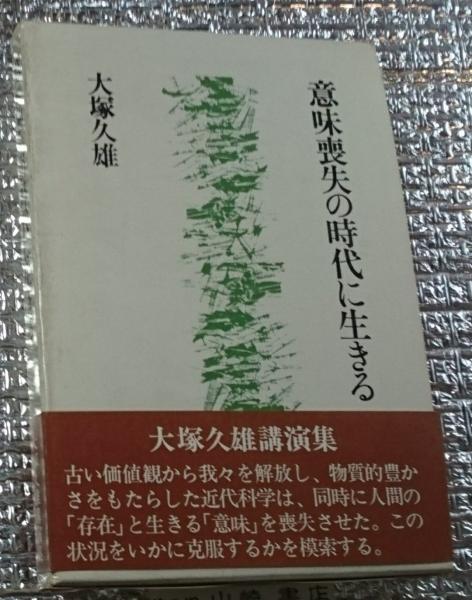 意味喪失の時代に生きる
大塚久雄
大塚久雄講演集
古い価値観から我々を解放し、物質的豊か
さをもたらした近代科学は、同時に人間の
「存在」と生きる「意味」を喪失させた。この
状況をいかに克服するかを模索する。